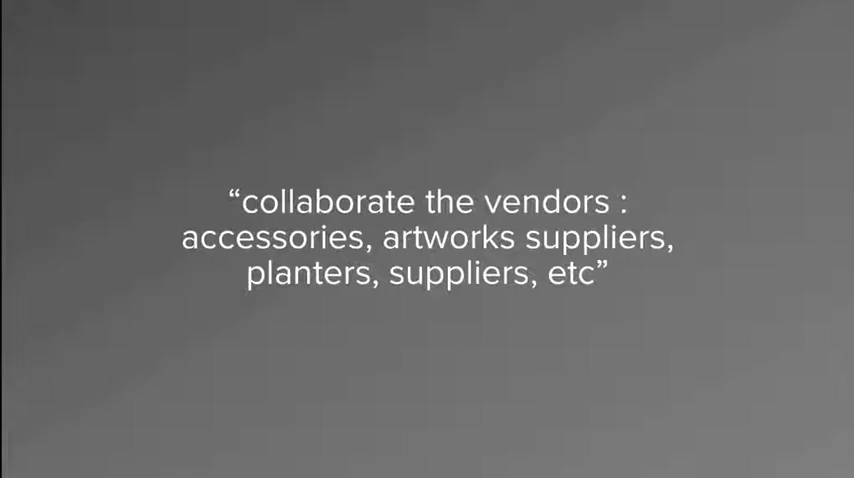 “collaborate the vendors :
accessories, artworks suppliers,
planters, suppliers, etc”